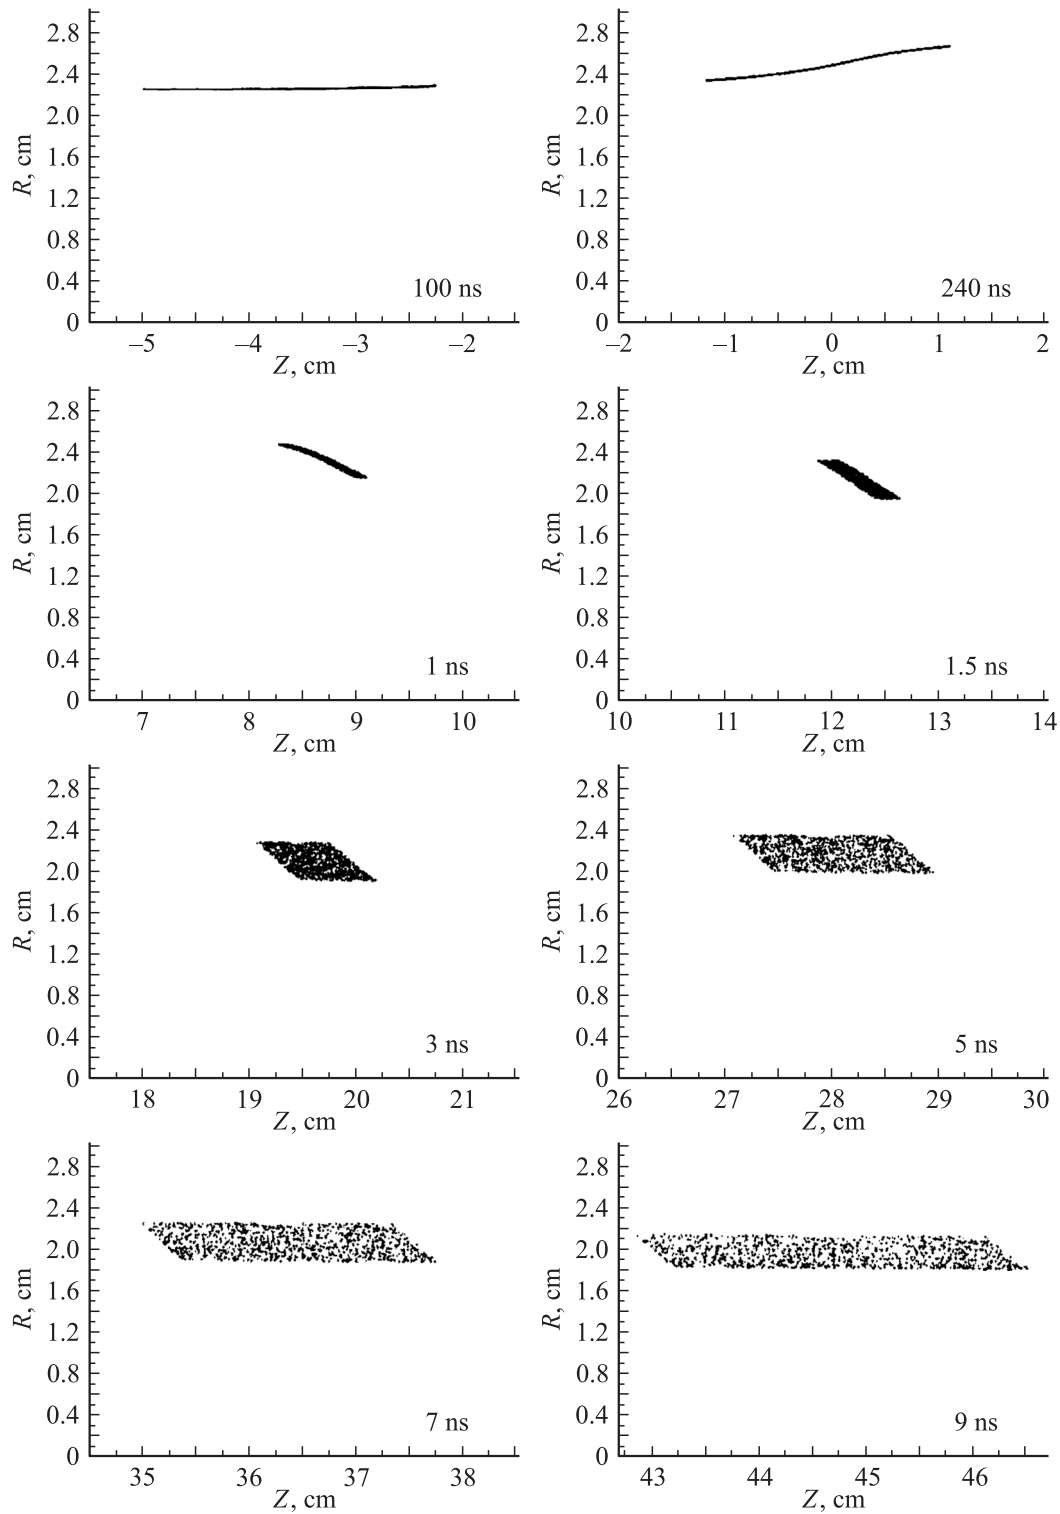 2.8 2.8
2.4 2.4
2.0 2.0
R, cm 1.6 R, cm 1.6
1.2 1.2
0.8 0.8
0.4 100 ns 0.4 240 ns
0 0
–5 –4 –3 –2 –2 –1 0 1 2
Z, cm Z, cm
2.8 2.8
2.4 2.4
2.0 2.0
R, cm 1.6 R, cm 1.6
1.2 1.2
0.8 0.8
0.4 1 ns 0.4 1.5 ns
0 0
7 8 9 10 10 11 12 13 14
Z, cm Z, cm
2.8 2.8
2.4 2.4
2.0 2.0
R, cm 1.6 R, cm 1.6
1.2 1.2
0.8 0.8
0.4 3 ns 0.4 5 ns
0 0
18 19 20 21 26 27 28 29 30
Z, cm Z, cm
2.8 2.8
2.4 2.4
2.0 2.0
R, cm 1.6 R, cm 1.6
1.2 1.2
0.8 0.8
0.4 7 ns 0.4 9 ns
0 0
35 36 37 38 43 44 45 46
Z, cm Z, cm